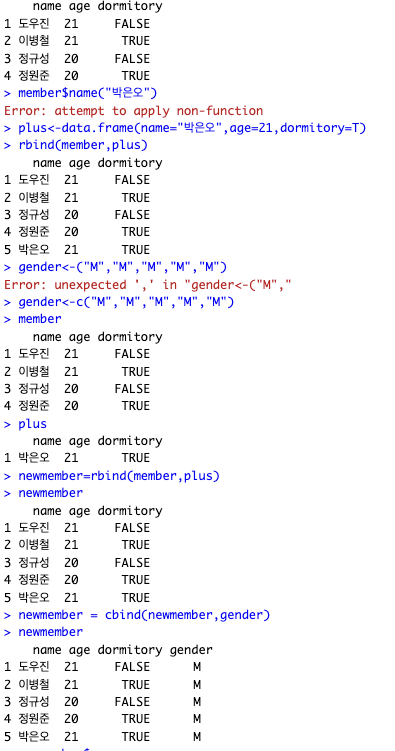 name age dormitory
1 도우진 21 FALSE
2 이병철 21 TRUE
3 정규성 20 FALSE
4 정원준 20 TRUE
> member$name("박은오")
Error: attempt to apply non-function
> plus<-data.frame(name="박은오",age=21,dormitory=T)
> rbind(member,plus)
name age dormitory
1 도우진 21 FALSE
2 이병철 21 TRUE
3 정규성 20 FALSE
4 정원준 20 TRUE
5 박은오 21 TRUE
> gender<-("M","M","M","M","M")
Error: unexpected ',' in "gender<-("M","
> gender<-c("M","M","M","M","M")
> member
name age dormitory
1 도우진 21 FALSE
2 이병철 21 TRUE
3 정규성 20 FALSE
4 정원준 20 TRUE
> plus
name age dormitory
1 박은오 21 TRUE
> newmember=rbind(member,plus)
> newmember
name age dormitory
1 도우진 21 FALSE
2 이병철 21 TRUE
3 정규성 20 FALSE
4 정원준 20 TRUE
5 박은오 21 TRUE
> newmember = cbind(newmember,gender)
> newmember
name age dormitory gender
1 도우진 21 FALSE M
2 이병철 21 TRUE M
3 정규성 20 FALSE M
4 정원준 20 TRUE M
5 박은오 21 TRUE M